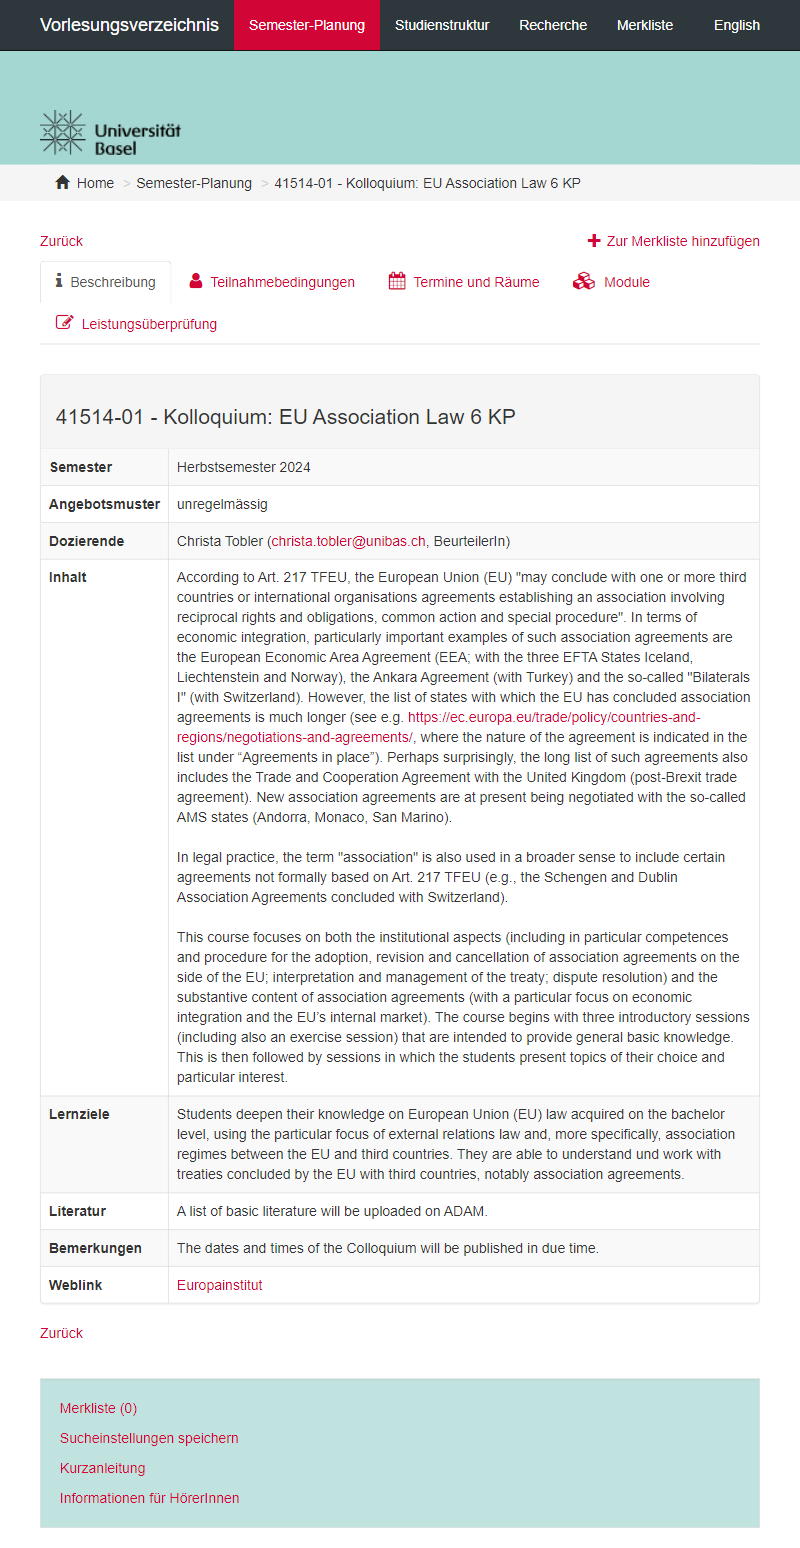 Vorlesungsverzeichnis Semester-Planung Studienstruktur Recherche Merkliste English
Universität
Basel
Home > Semester-Planung > 41514-01 - Kolloquium: EU Association Law 6 KP
Zurück
Zur Merkliste hinzufügen
Beschreibung Teilnahmebedingungen Termine und Räume Module
Leistungsüberprüfung
41514-01 - Kolloquium: EU Association Law 6 KP
Semester Herbstsemester 2024
Angebotsmuster unregelmässig
Dozierende Christa Tobler (christa.tobler@unibas.ch, BeurteilerIn)
Inhalt According to Art. 217 TFEU, the European Union (EU) "may conclude with one or more third
countries or international organisations agreements establishing an association involving
reciprocal rights and obligations, common action and special procedure". In terms of
economic integration, particularly important examples of such association agreements are
the European Economic Area Agreement (EEA; with the three EFTA States Iceland,
Liechtenstein and Norway), the Ankara Agreement (with Turkey) and the so-called "Bilaterals
I" (with Switzerland). However, the list of states with which the EU has concluded association
agreements is much longer (see e.g. https://ec.europa.eu/trade/policy/countries-and-
regions/negotiations-and-agreements/, where the nature of the agreement is indicated in the
list under “Agreements in place”). Perhaps surprisingly, the long list of such agreements also
includes the Trade and Cooperation Agreement with the United Kingdom (post-Brexit trade
agreement). New association agreements are at present being negotiated with the so-called
AMS states (Andorra, Monaco, San Marino).
In legal practice, the term "association" is also used in a broader sense to include certain
agreements not formally based on Art. 217 TFEU (e.g., the Schengen and Dublin
Association Agreements concluded with Switzerland).
This course focuses on both the institutional aspects (including in particular competences
and procedure for the adoption, revision and cancellation of association agreements on the
side of the EU; interpretation and management of the treaty; dispute resolution) and the
substantive content of association agreements (with a particular focus on economic
integration and the EU’s internal market). The course begins with three introductory sessions
(including also an exercise session) that are intended to provide general basic knowledge.
This is then followed by sessions in which the students present topics of their choice and
particular interest.
Lernziele Students deepen their knowledge on European Union (EU) law acquired on the bachelor
level, using the particular focus of external relations law and, more specifically, association
regimes between the EU and third countries. They are able to understand und work with
treaties concluded by the EU with third countries, notably association agreements.
Literatur A list of basic literature will be uploaded on ADAM.
Bemerkungen The dates and times of the Colloquium will be published in due time.
Weblink Europainstitut
Zurück
Merkliste (0)
Sucheinstellungen speichern
Kurzanleitung
Informationen für HörerInnen